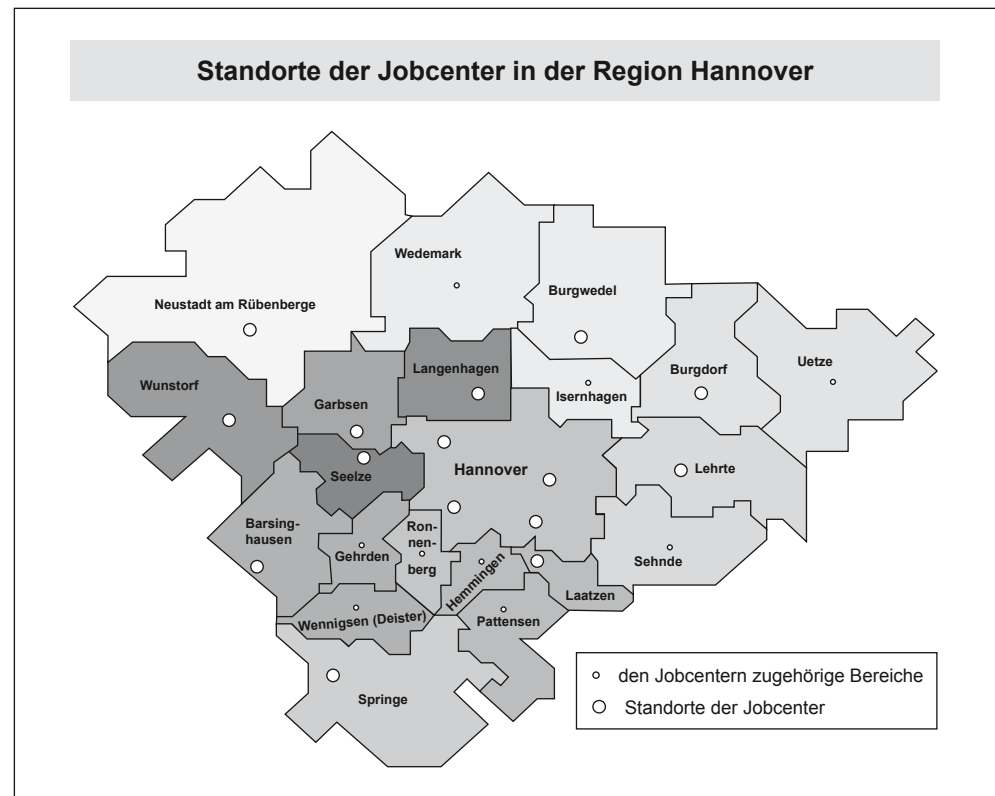 Standorte der Jobcenter in der Region Hannover
Wedemark
Burgwedel
Neustadt am Rübenberge
Uetze
Langenhagen
Burgdorf
Wunstorf
Isernhagen
Garbsen
Hannover
Lehrte
Seelze
Barsing-
hausen
Ron-
nen-
berg
Gehrden
Sehnde
Hemmingen
Laatzen
Wennigsen (Deister)
Pattensen
Springe
den Jobcentern zugehörige Bereiche
Standorte der Jobcenter